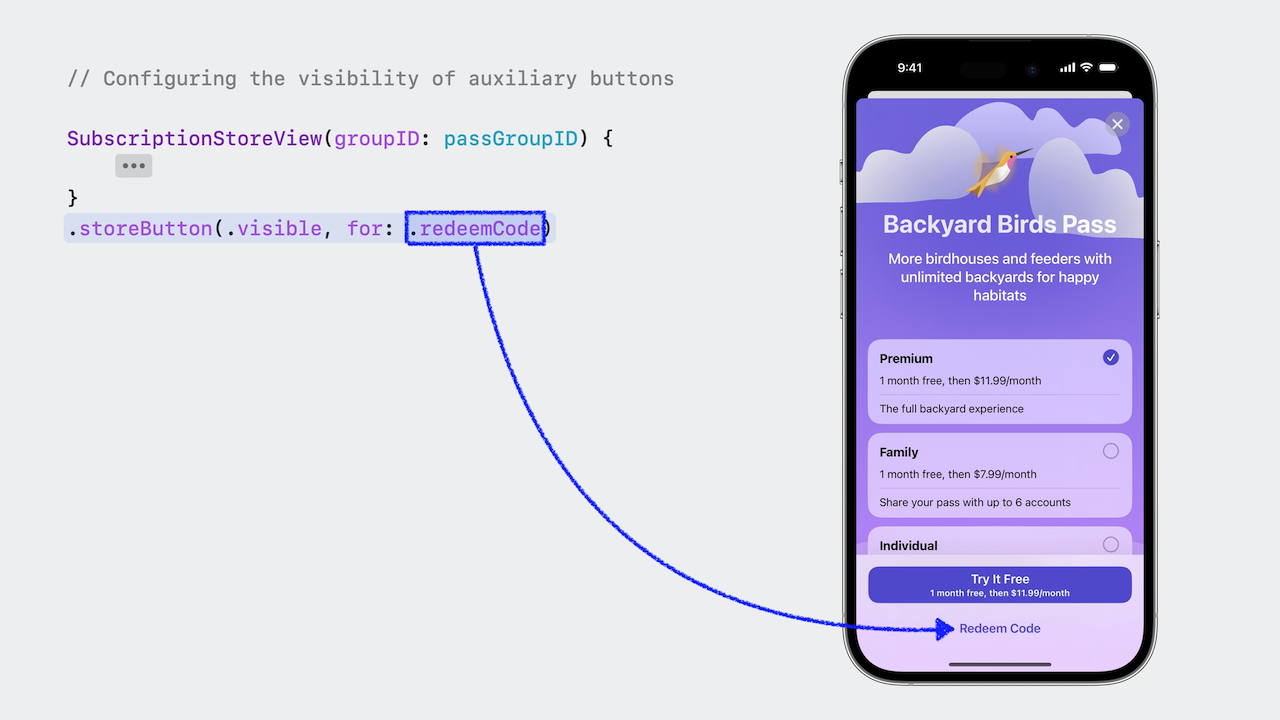 // Configuring the visibility of auxiliary buttons
SubscriptionStoreView(groupID: passGroupID) {
•••
}
.storeButton(.visible, for: .redeemCode)
9:41
Backyard Birds Pass
More birdhouses and feeders with
unlimited backyards for happy
habitats
Premium
1 month free, then $11.99/month
The full backyard experience
Family
1 month free, then $7.99/month
Share your pass with up to 6 accounts
Individual
Try It Free
1 month free, then $11.99/month
Redeem Code